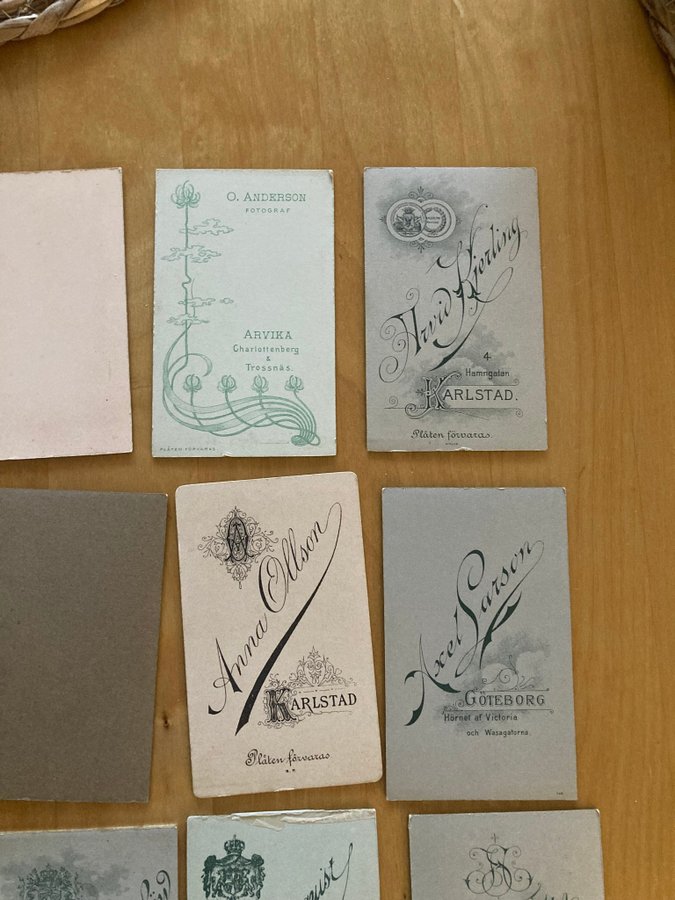 O. ANDERSON
FOTOGRAF
ARVIKA
Charlottenberg
&
Trossnäs.
PLÅTEN FÖRVARAS.
Arvid Kjerling
4
Hamngatan
KARLSTAD.
Plåten förvaras.
Anna Ollson
KARLSTAD
Plåten förvaras
Axel Larson
GÖTEBORG
Hörnet af Victoria
och Wasagatorna.
quist